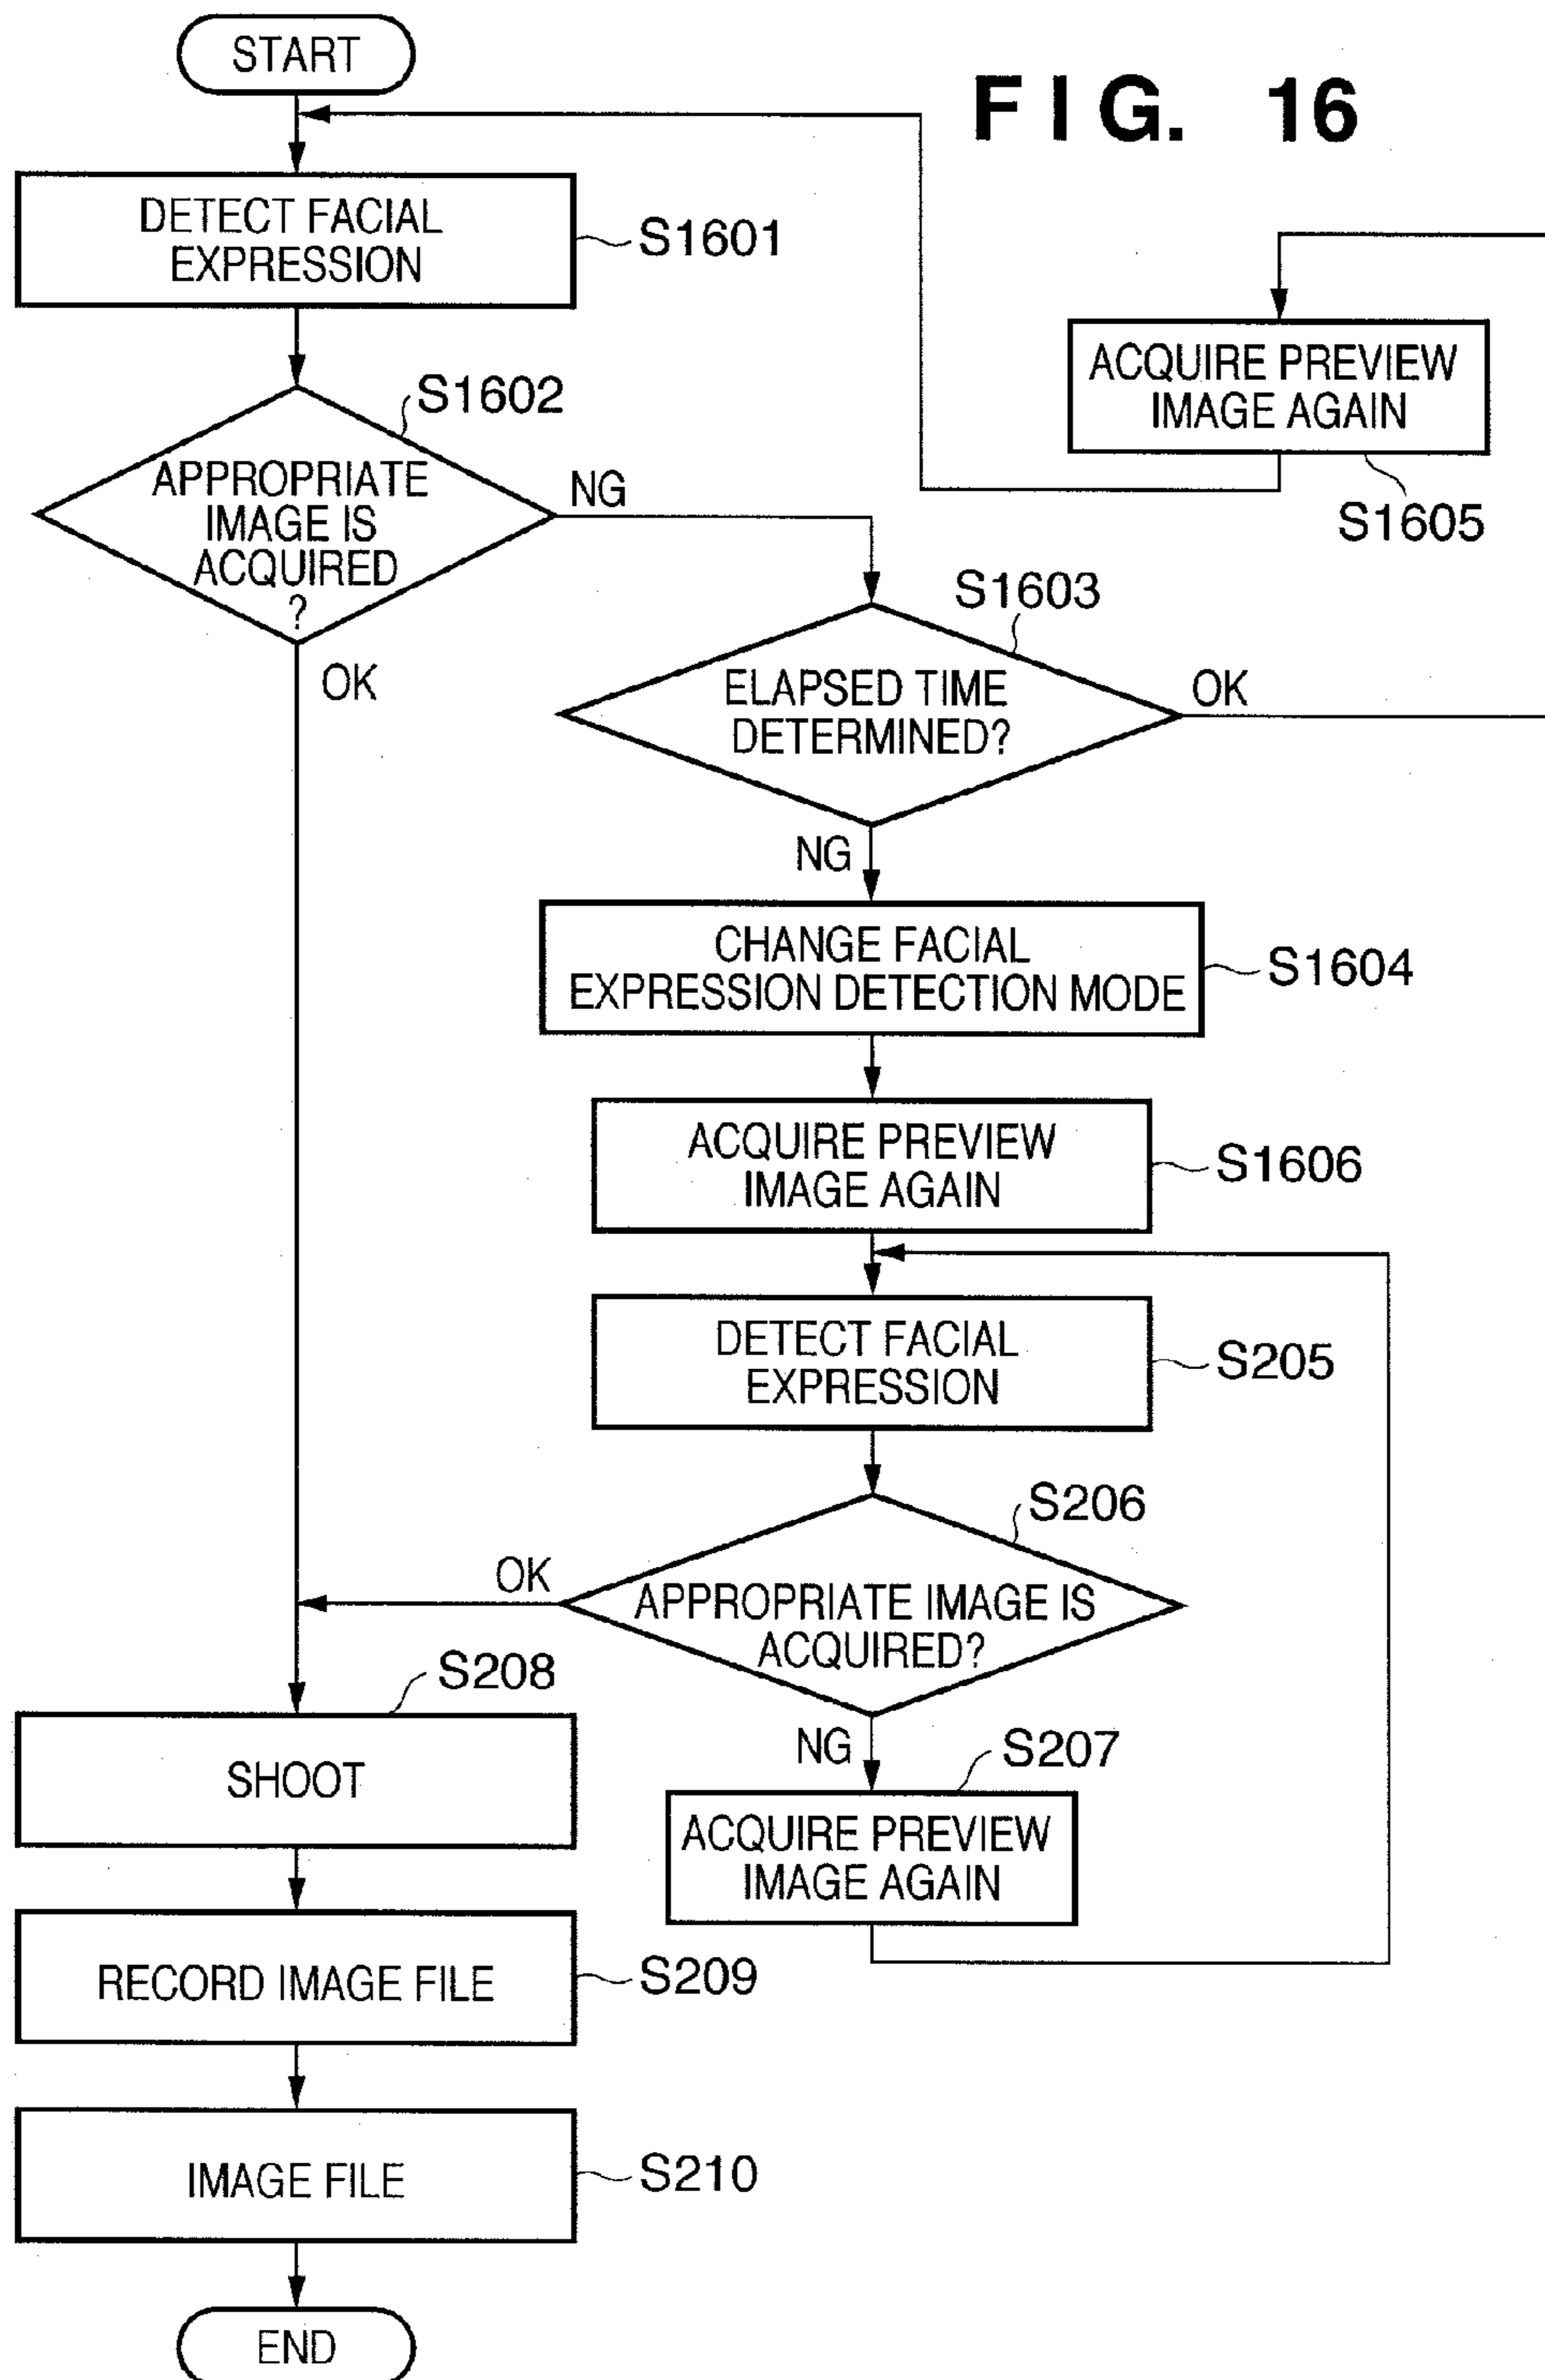 FIG. 16
START
DETECT FACIAL
EXPRESSION
S1601
S1602
APPROPRIATE
IMAGE IS
ACQUIRED
?
NG
OK
ACQUIRE PREVIEW
IMAGE AGAIN
S1605
S1603
ELAPSED TIME
DETERMINED?
OK
NG
CHANGE FACIAL
EXPRESSION DETECTION MODE
S1604
ACQUIRE PREVIEW
IMAGE AGAIN
S1606
DETECT FACIAL
EXPRESSION
S205
S206
APPROPRIATE IMAGE IS
ACQUIRED?
OK
NG
S207
ACQUIRE PREVIEW
IMAGE AGAIN
S208
SHOOT
RECORD IMAGE FILE
S209
IMAGE FILE
S210
END